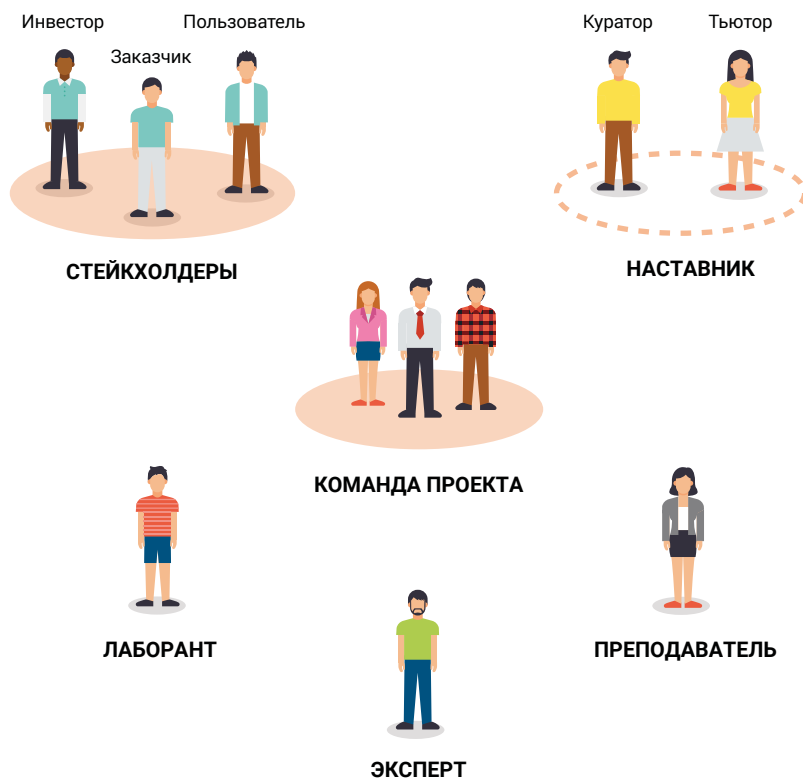 Инвестор
Заказчик
Пользователь
СТЕЙКХОЛДЕРЫ
Куратор
Тьютор
НАСТАВНИК
КОМАНДА ПРОЕКТА
ЛАБОРАНТ
ПРЕПОДАВАТЕЛЬ
ЭКСПЕРТ